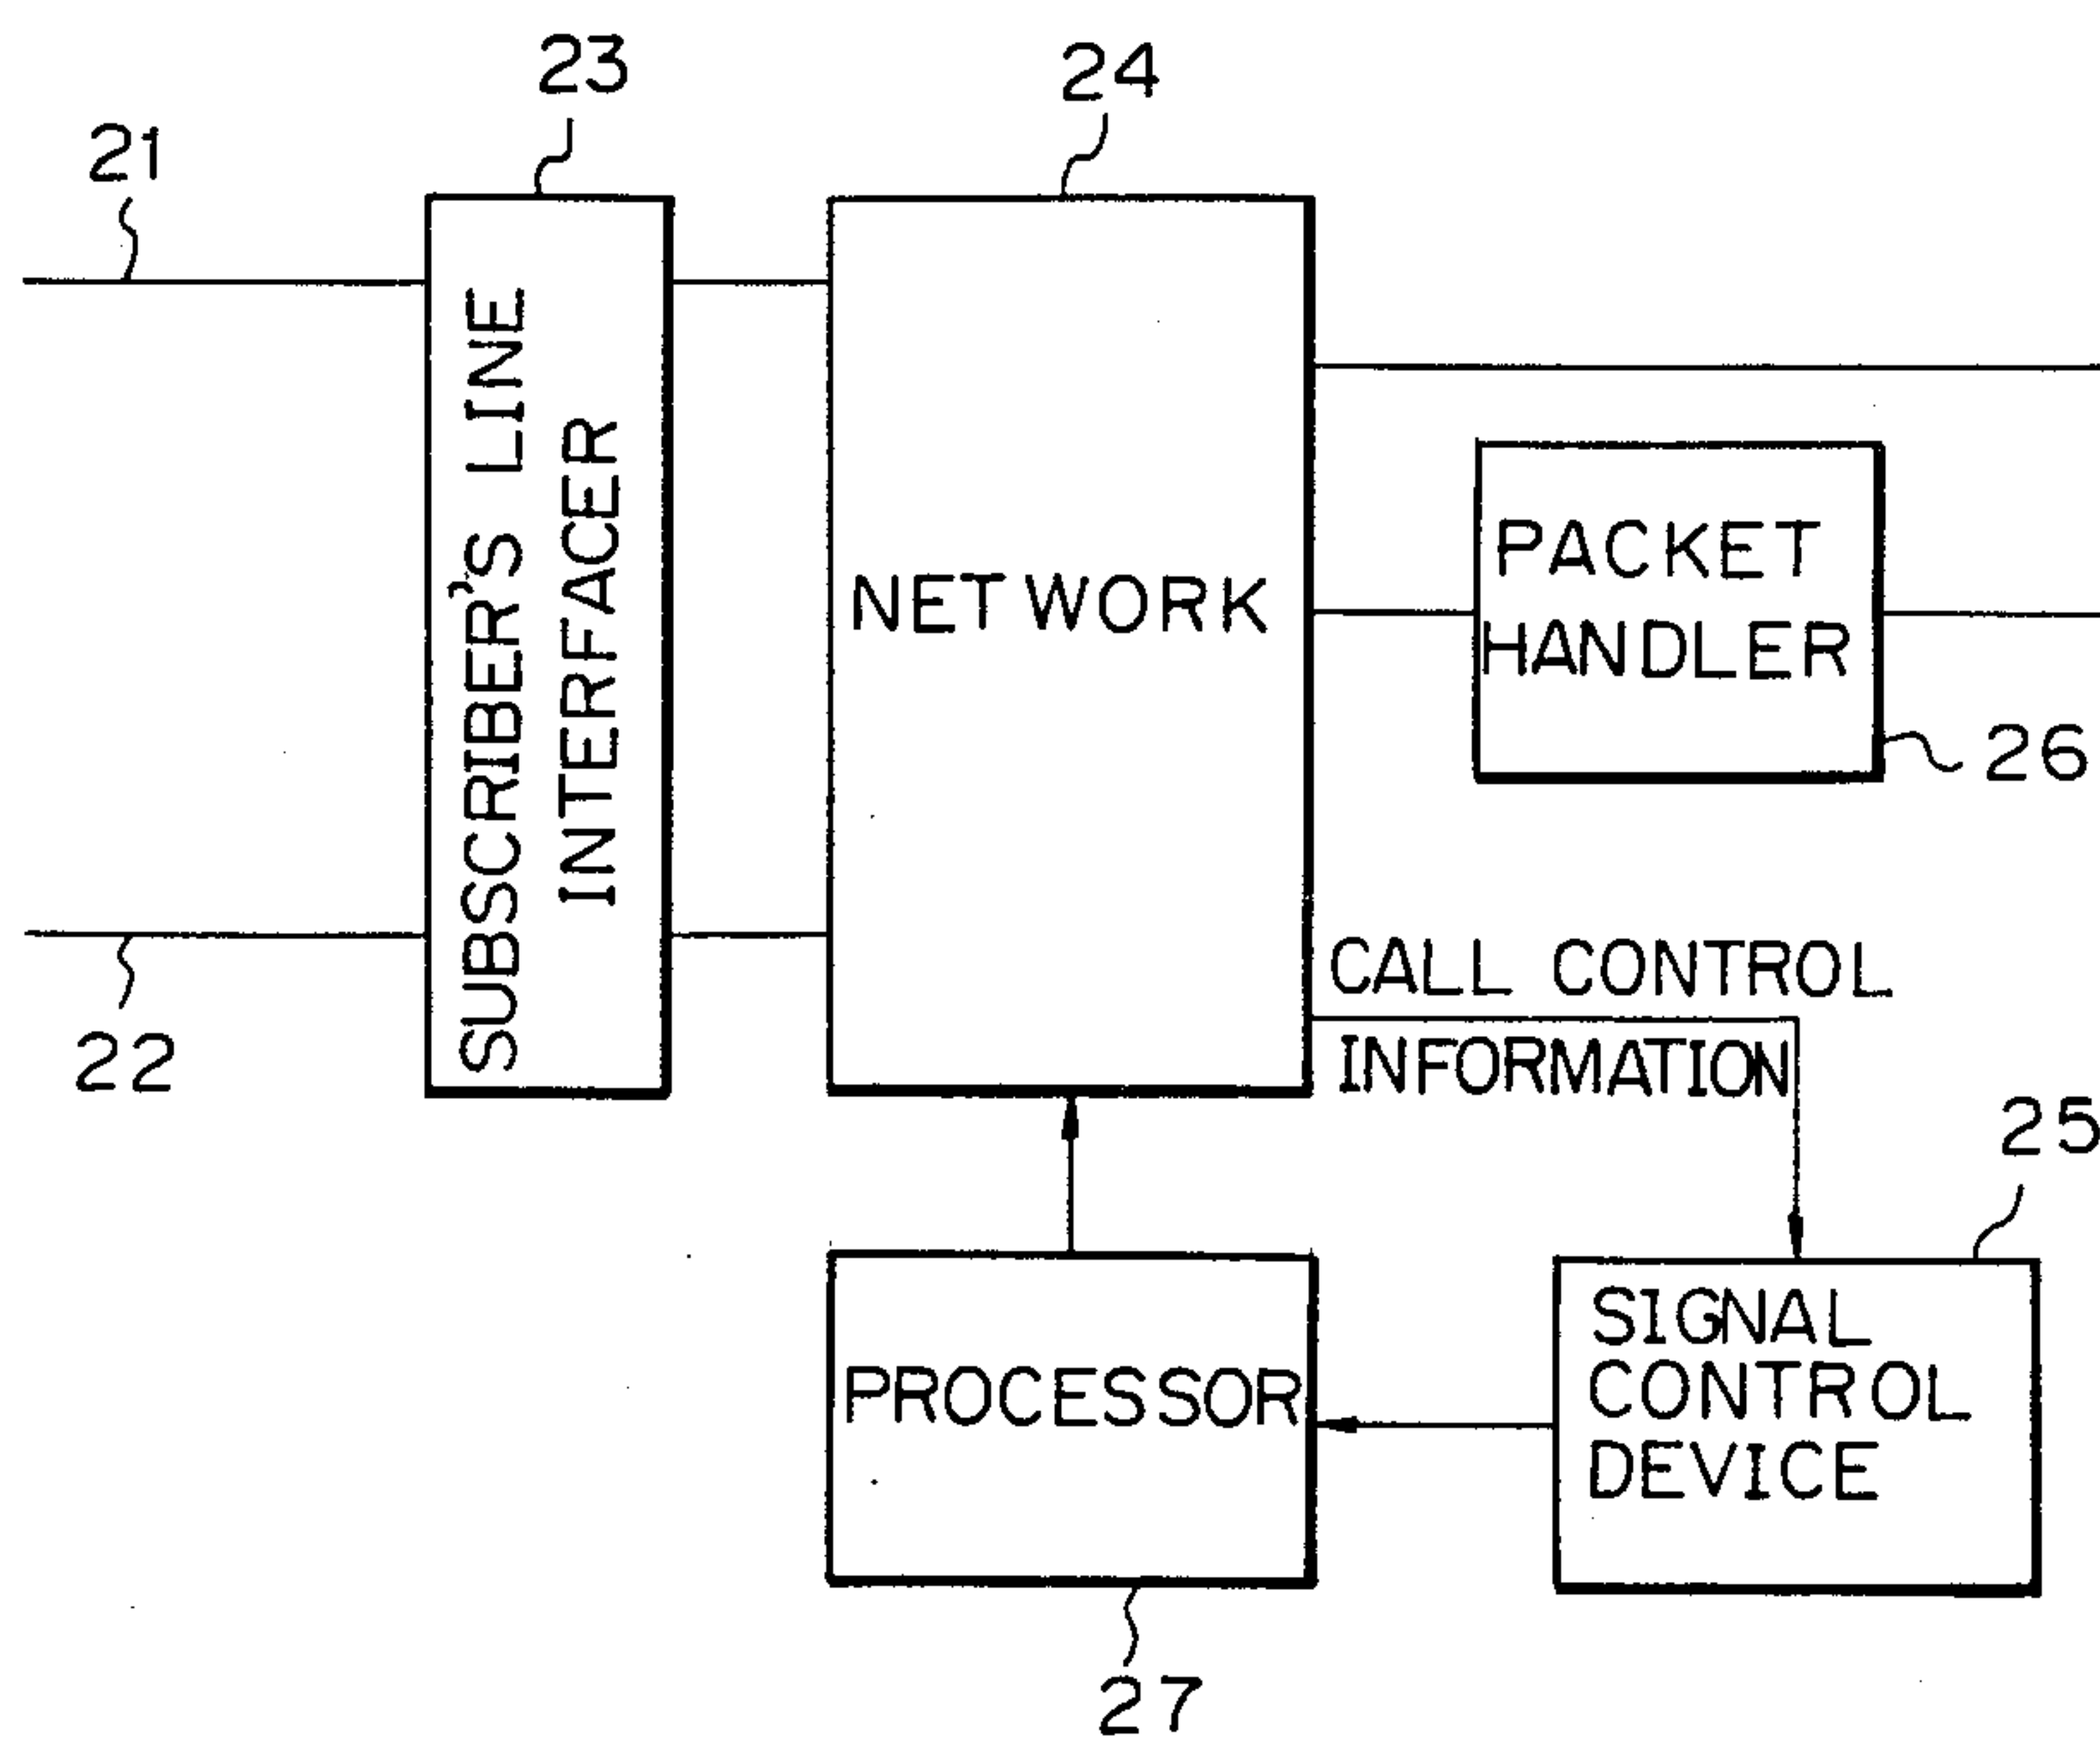 23
24
21
SUBSCRIBER'S LINE
INTERFACER
NETWORK
PACKET
HANDLER
26
22
CALL CONTROL
INFORMATION
25
PROCESSOR
SIGNAL
CONTROL
DEVICE
27